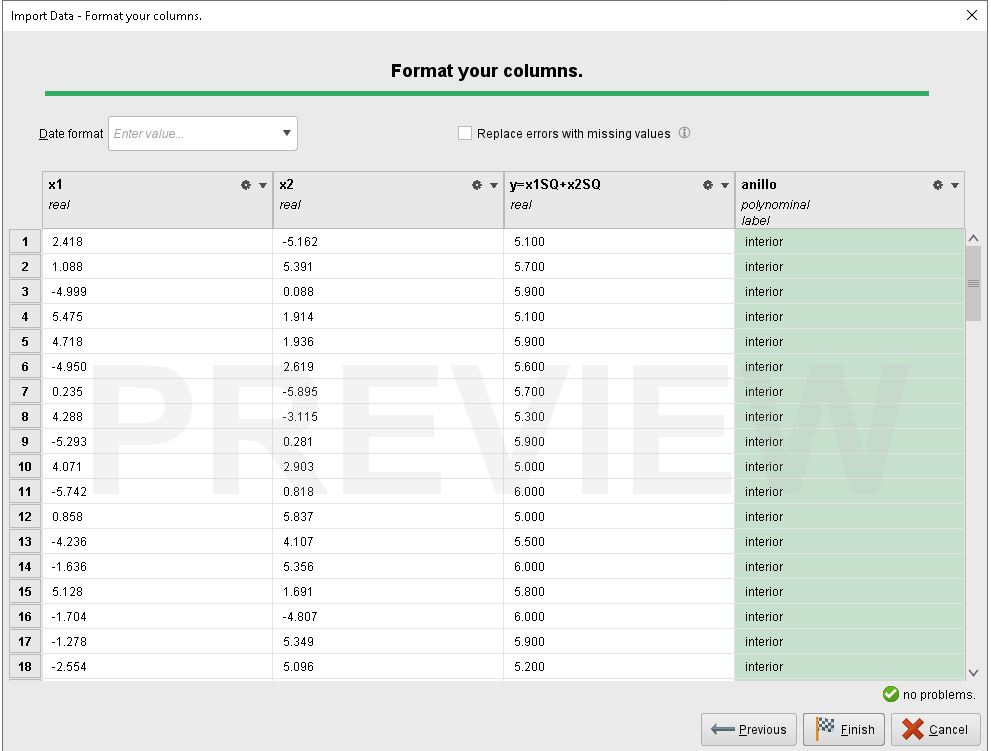 Import Data - Format your columns.
Format your columns.
Date format Enter value... Replace errors with missing values
x1 x2 y=x1SQ+x2SQ anillo
real real real polynominal
label
1 2.418 -5.162 5.100 interior
2 1.088 5.391 5.700 interior
3 -4.999 0.088 5.900 interior
4 5.475 1.914 5.100 interior
5 4.718 1.936 5.900 interior
6 -4.950 2.619 5.600 interior
7 0.235 -5.895 5.700 interior
8 4.288 -3.115 5.300 interior
9 -5.293 0.281 5.900 interior
10 4.071 2.903 5.000 interior
11 -5.742 0.818 6.000 interior
12 0.858 5.837 5.000 interior
13 -4.236 4.107 5.500 interior
14 -1.636 5.356 6.000 interior
15 5.128 1.691 5.800 interior
16 -1.704 -4.807 6.000 interior
17 -1.278 5.349 5.900 interior
18 -2.554 5.096 5.200 interior
PREVIEW
no problems.
Previous Finish Cancel